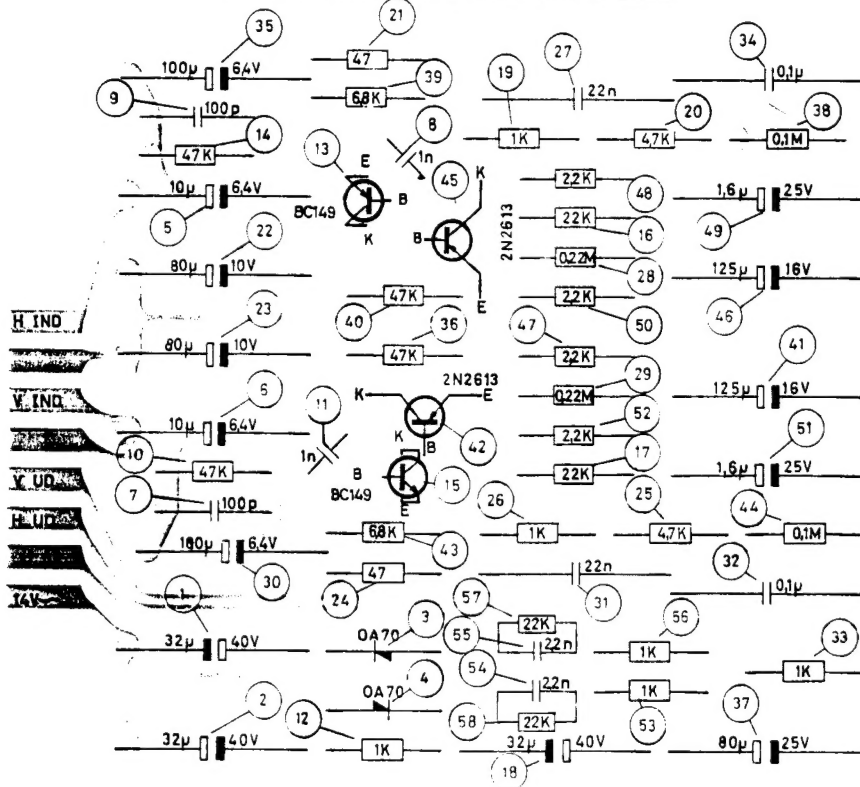 35 21 27 34
100µ 6,4V 47 39 19 22n 0,1µ
9 100p 6,8K 8 20 38
14 13 1n 1K 4,7K 0,1M
47K E 45 K
10µ 6,4V BC149 B 2,2K 48 1,6µ 25V
5 K B 2N2613 22K 16 49
22 0,22M 28
80µ 10V 125µ 16V
H IND 23 47K E 2,2K 50 46
40 36 47 41
80µ 10V 47K 2,2K
V IND 6 11 K 2N2613 E 0,22M 29 125µ 16V
10µ 6,4V 42 2,2K 52 51
10 1n K B
47K B 22K 17 1,6µ 25V
V UD 7 100p BC149 E 15 26 25 44
H UD 6,8K 1K 4,7K 0,1M
100µ 6,4V 43 32
14V 30 47 22n 0,1µ
1 24 57 31
OA70 3 22K 56 33
32µ 40V 55 2,2n 1K
54 1K
OA70 4 2,2n 1K
2 12 58 22K 53 37
32µ 40V 1K 32µ 40V 80µ 25V
18